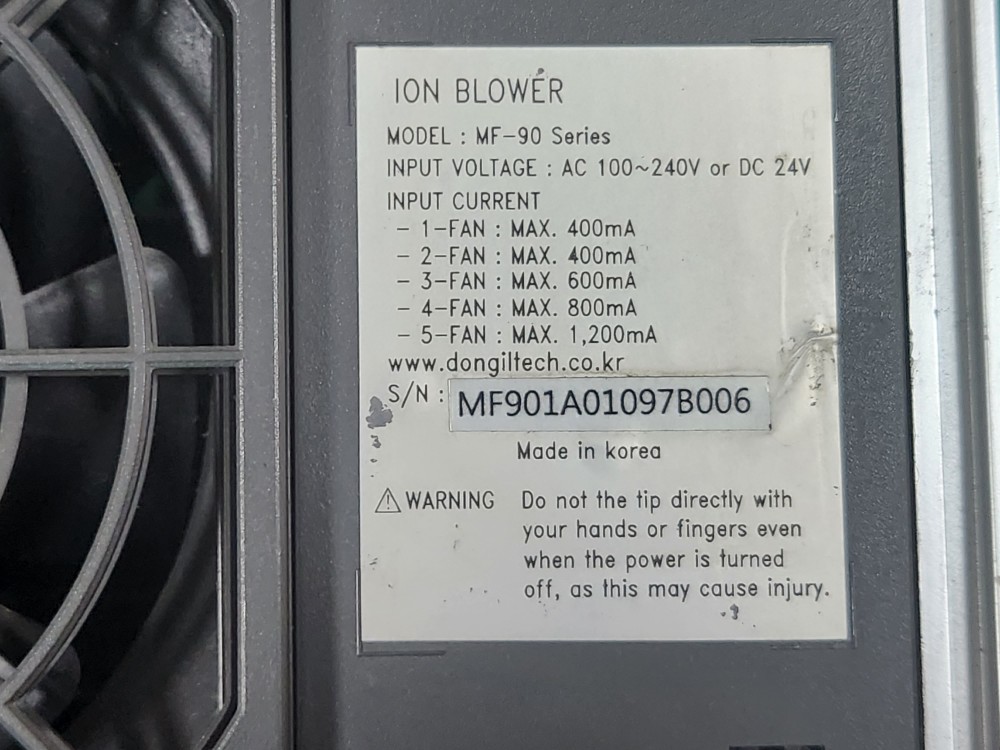 ION BLOWER
MODEL : MF-90 Series
INPUT VOLTAGE : AC 100~240V or DC 24V
INPUT CURRENT
- 1-FAN : MAX. 400mA
- 2-FAN : MAX. 400mA
- 3-FAN : MAX. 600mA
- 4-FAN : MAX. 800mA
- 5-FAN : MAX. 1,200mA
www.dongiltech.co.kr
S/N : MF901A01097B006
Made in korea
⚠ WARNING Do not the tip directly with
your hands or fingers even
when the power is turned
off, as this may cause injury.